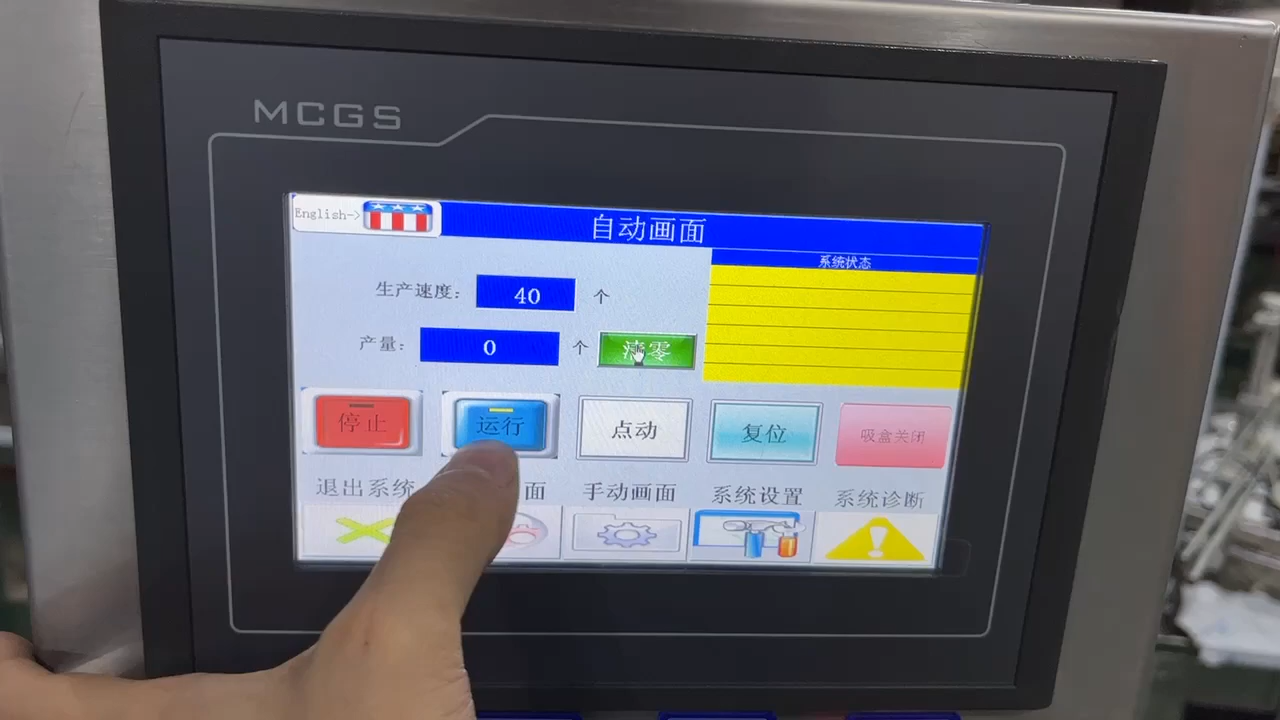 MCGS
English->
自动画面
系统状态
生产速度: 40 个
产量: 0 个 清零
停止 运行 点动 复位 吸盒关闭
退出系统 面 手动画面 系统设置 系统诊断